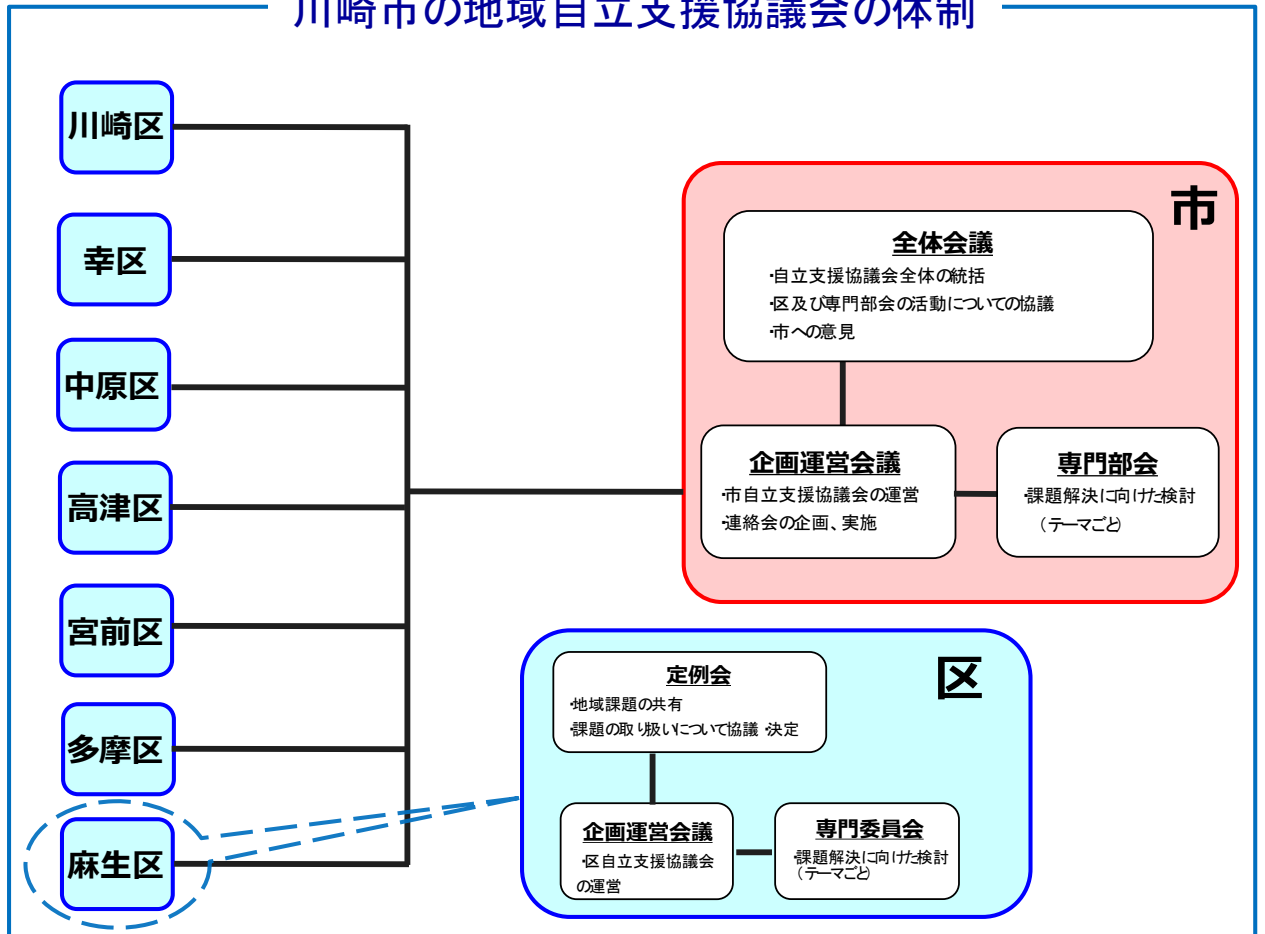 川崎市の地域自立支援協議会の体制
川崎区
幸区
中原区
高津区
宮前区
多摩区
麻生区
市
全体会議
・自立支援協議会全体の統括
・区及び専門部会の活動についての協議
・市への意見
企画運営会議
・市自立支援協議会の運営
・連絡会の企画、実施
専門部会
・課題解決に向けた検討
(テーマごと)
区
定例会
・地域課題の共有
・課題の取り扱いについて協議・決定
企画運営会議
・区自立支援協議会
の運営
専門委員会
・課題解決に向けた検討
(テーマごと)